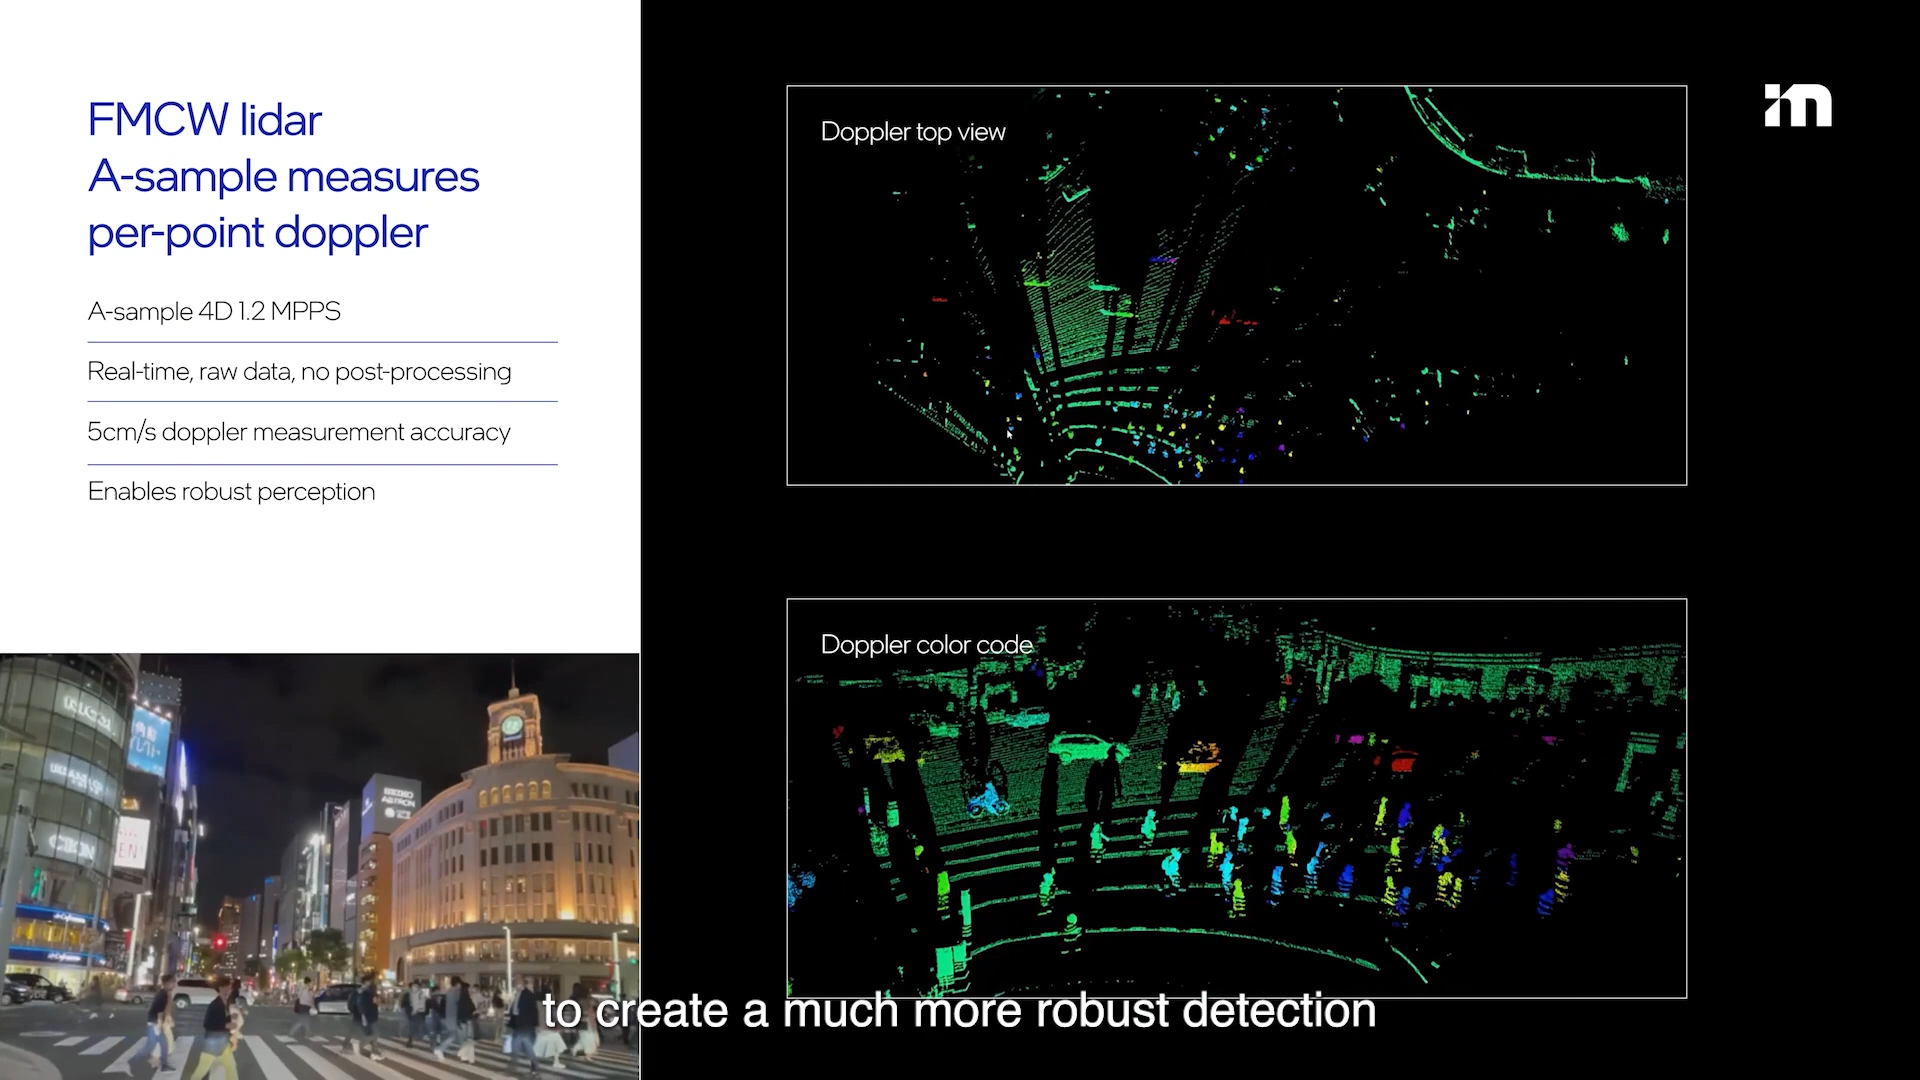 FMCW lidar
A-sample measures
per-point doppler
A-sample 4D 1.2 MPPS
Real-time, raw data, no post-processing
5cm/s doppler measurement accuracy
Enables robust perception
Doppler top view
Doppler color code
SEIKO
ASTRON
to create a much more robust detection